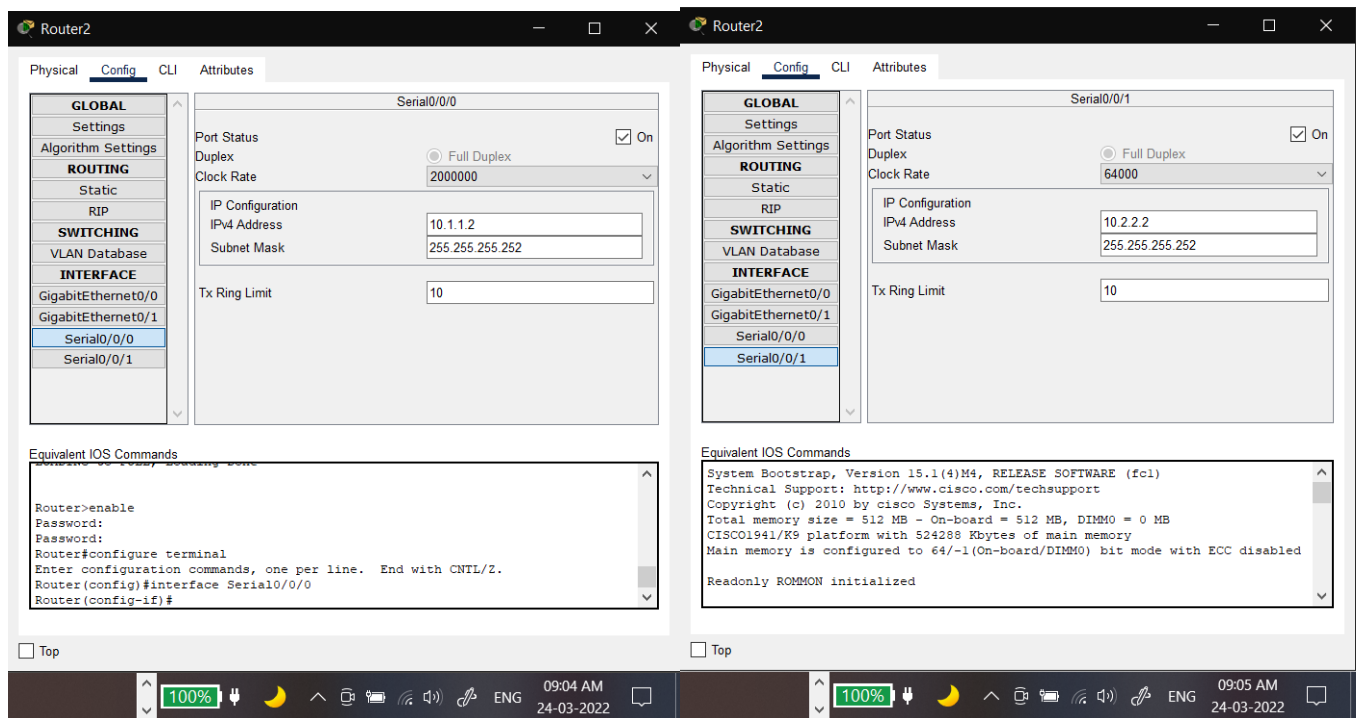 Router2
Physical Config CLI Attributes
GLOBAL
Settings
Algorithm Settings
ROUTING
Static
RIP
SWITCHING
VLAN Database
INTERFACE
GigabitEthernet0/0
GigabitEthernet0/1
Serial0/0/0
Serial0/0/1
Serial0/0/0
Port Status On
Duplex Full Duplex
Clock Rate 2000000
IP Configuration
IPv4 Address 10.1.1.2
Subnet Mask 255.255.255.252
Tx Ring Limit 10
Equivalent IOS Commands
Router>enable
Password:
Password:
Router#configure terminal
Enter configuration commands, one per line. End with CNTL/Z.
Router(config)#interface Serial0/0/0
Router(config-if)#
Top
100% ENG 09:04 AM
24-03-2022
Router2
Physical Config CLI Attributes
GLOBAL
Settings
Algorithm Settings
ROUTING
Static
RIP
SWITCHING
VLAN Database
INTERFACE
GigabitEthernet0/0
GigabitEthernet0/1
Serial0/0/0
Serial0/0/1
Serial0/0/1
Port Status On
Duplex Full Duplex
Clock Rate 64000
IP Configuration
IPv4 Address 10.2.2.2
Subnet Mask 255.255.255.252
Tx Ring Limit 10
Equivalent IOS Commands
System Bootstrap, Version 15.1(4)M4, RELEASE SOFTWARE (fc1)
Technical Support: http://www.cisco.com/techsupport
Copyright (c) 2010 by cisco Systems, Inc.
Total memory size = 512 MB - On-board = 512 MB, DIMM0 = 0 MB
CISCO1941/K9 platform with 524288 Kbytes of main memory
Main memory is configured to 64/-1(On-board/DIMM0) bit mode with ECC disabled
Readonly ROMMON initialized
Top
100% ENG 09:05 AM
24-03-2022